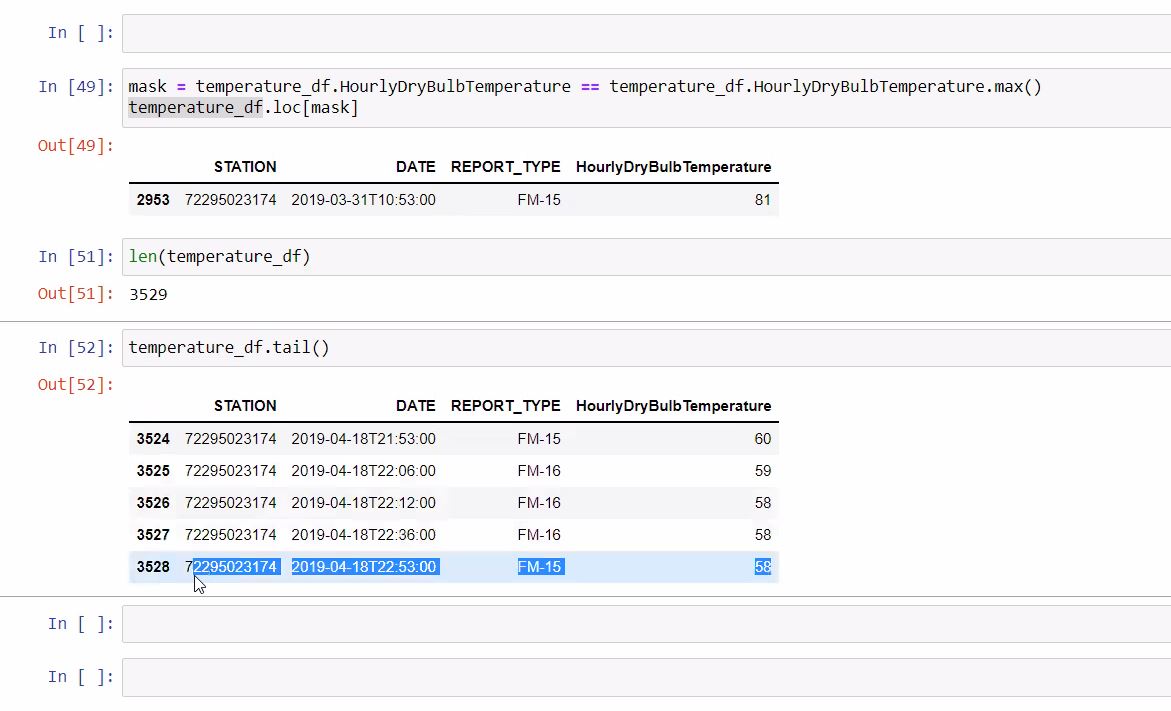 In [ ]:
In [49]: mask = temperature_df.HourlyDryBulbTemperature == temperature_df.HourlyDryBulbTemperature.max()
temperature_df.loc[mask]
Out[49]:
STATION DATE REPORT_TYPE HourlyDryBulbTemperature
2953 72295023174 2019-03-31T10:53:00 FM-15 81
In [51]: len(temperature_df)
Out[51]: 3529
In [52]: temperature_df.tail()
Out[52]:
STATION DATE REPORT_TYPE HourlyDryBulbTemperature
3524 72295023174 2019-04-18T21:53:00 FM-15 60
3525 72295023174 2019-04-18T22:06:00 FM-16 59
3526 72295023174 2019-04-18T22:12:00 FM-16 58
3527 72295023174 2019-04-18T22:36:00 FM-16 58
3528 72295023174 2019-04-18T22:53:00 FM-15 58
In [ ]:
In [ ]: